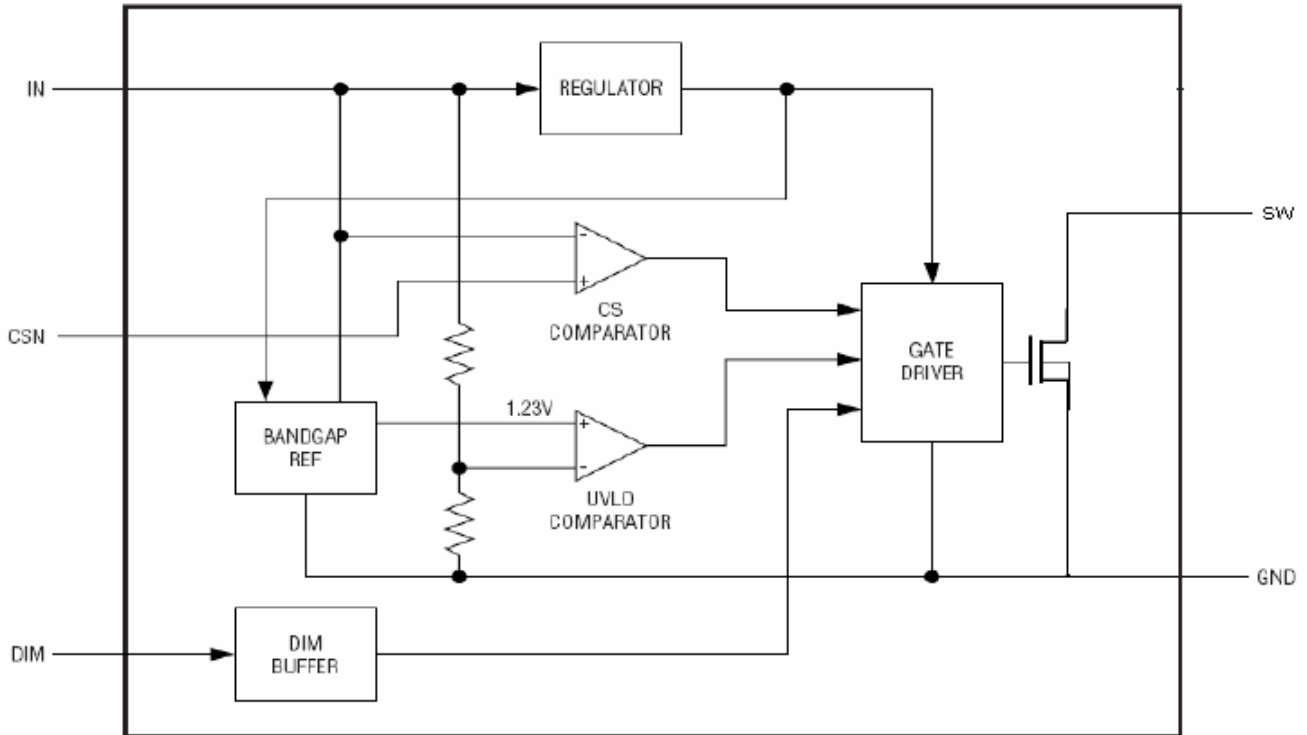 IN
REGULATOR
SW
-
+
CS
COMPARATOR
CSN
GATE
DRIVER
1.23V
BANDGAP
REF
+
-
UVLO
COMPARATOR
GND
DIM
DIM
BUFFER